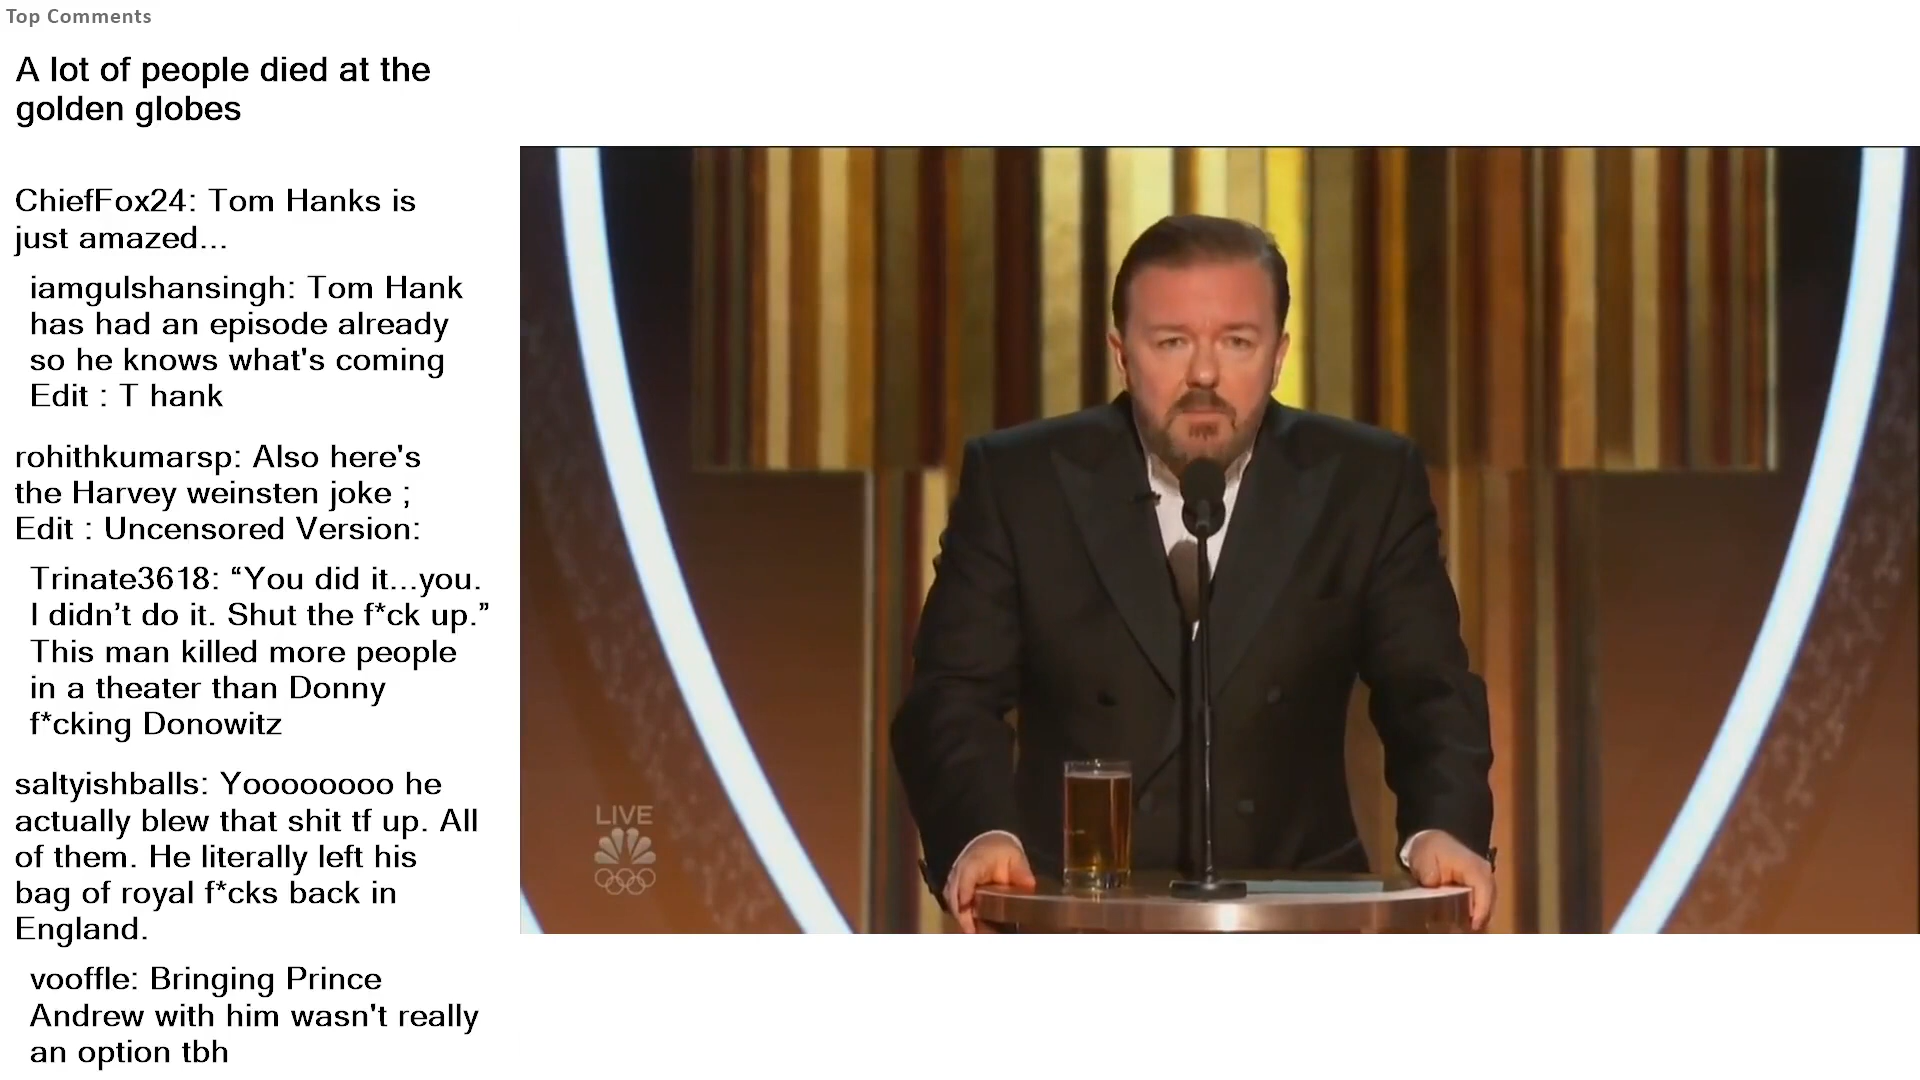 Top Comments
A lot of people died at the
golden globes
ChiefFox24: Tom Hanks is
just amazed...
iamgulshansingh: Tom Hank
has had an episode already
so he knows what's coming
Edit : T hank
rohithkumarsp: Also here's
the Harvey weinsten joke ;
Edit : Uncensored Version:
Trinate3618: “You did it...you.
I didn’t do it. Shut the f*ck up.”
This man killed more people
in a theater than Donny
f*cking Donowitz
saltyishballs: Yoooooooo he
actually blew that shit tf up. All
of them. He literally left his
bag of royal f*cks back in
England.
vooffle: Bringing Prince
Andrew with him wasn't really
an option tbh
LIVE